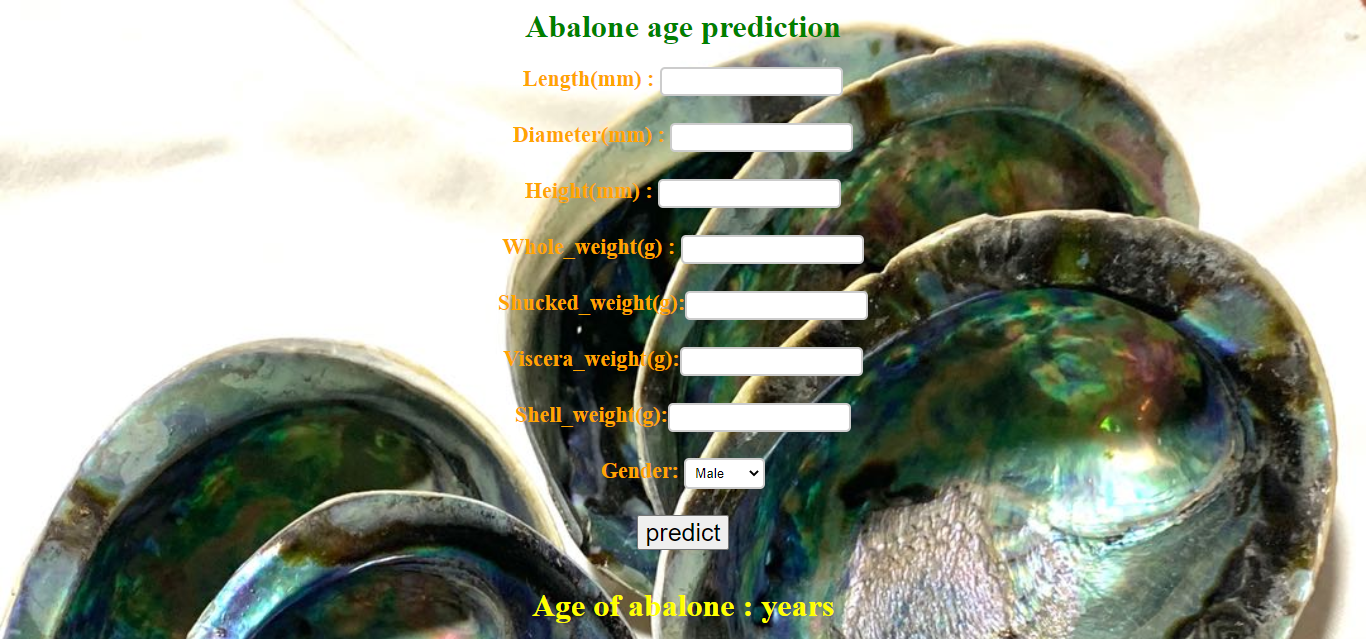 Abalone age prediction
Length(mm) :
Diameter(mm) :
Height(mm) :
Whole_weight(g) :
Shucked_weight(g):
Viscera_weight(g):
Shell_weight(g):
Gender: Male
predict
Age of abalone : years